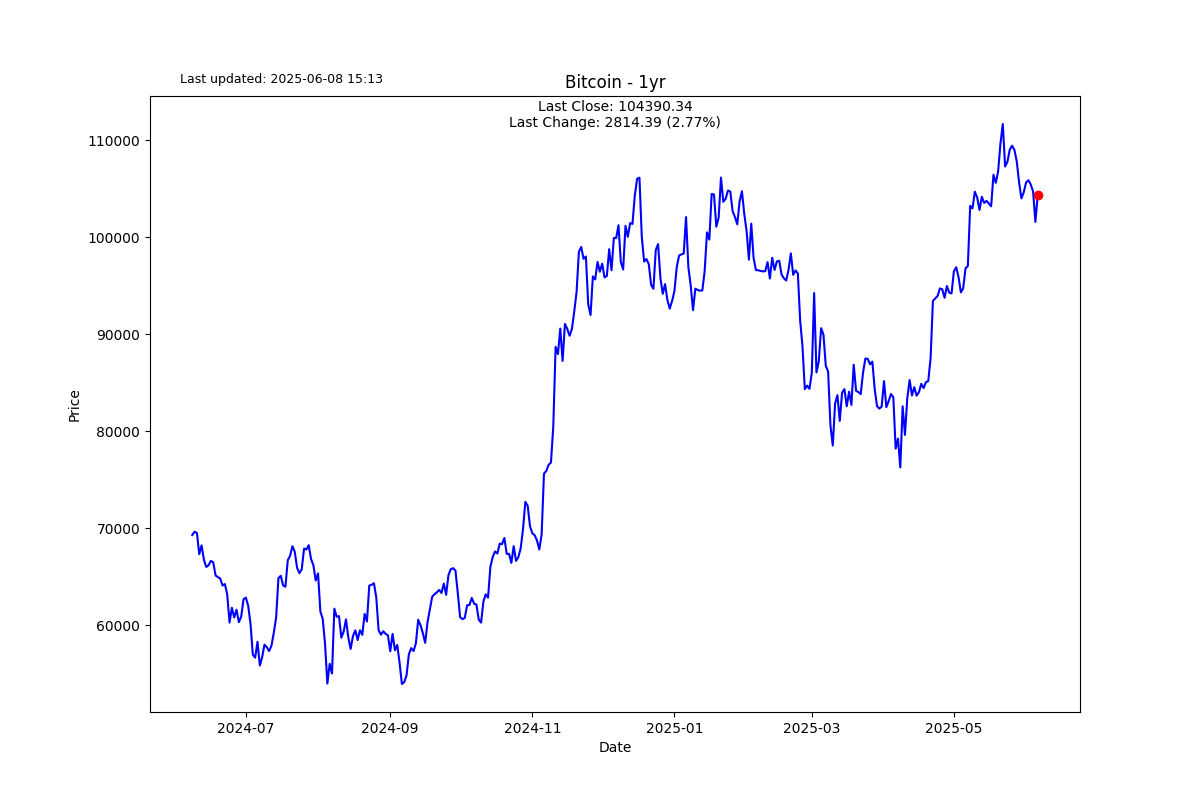 Last updated: 2025-06-08 15:13
Bitcoin - 1yr
Last Close: 104390.34
Last Change: 2814.39 (2.77%)
110000
100000
90000
80000
70000
60000
Price
2024-07
2024-09
2024-11
2025-01
2025-03
2025-05
Date